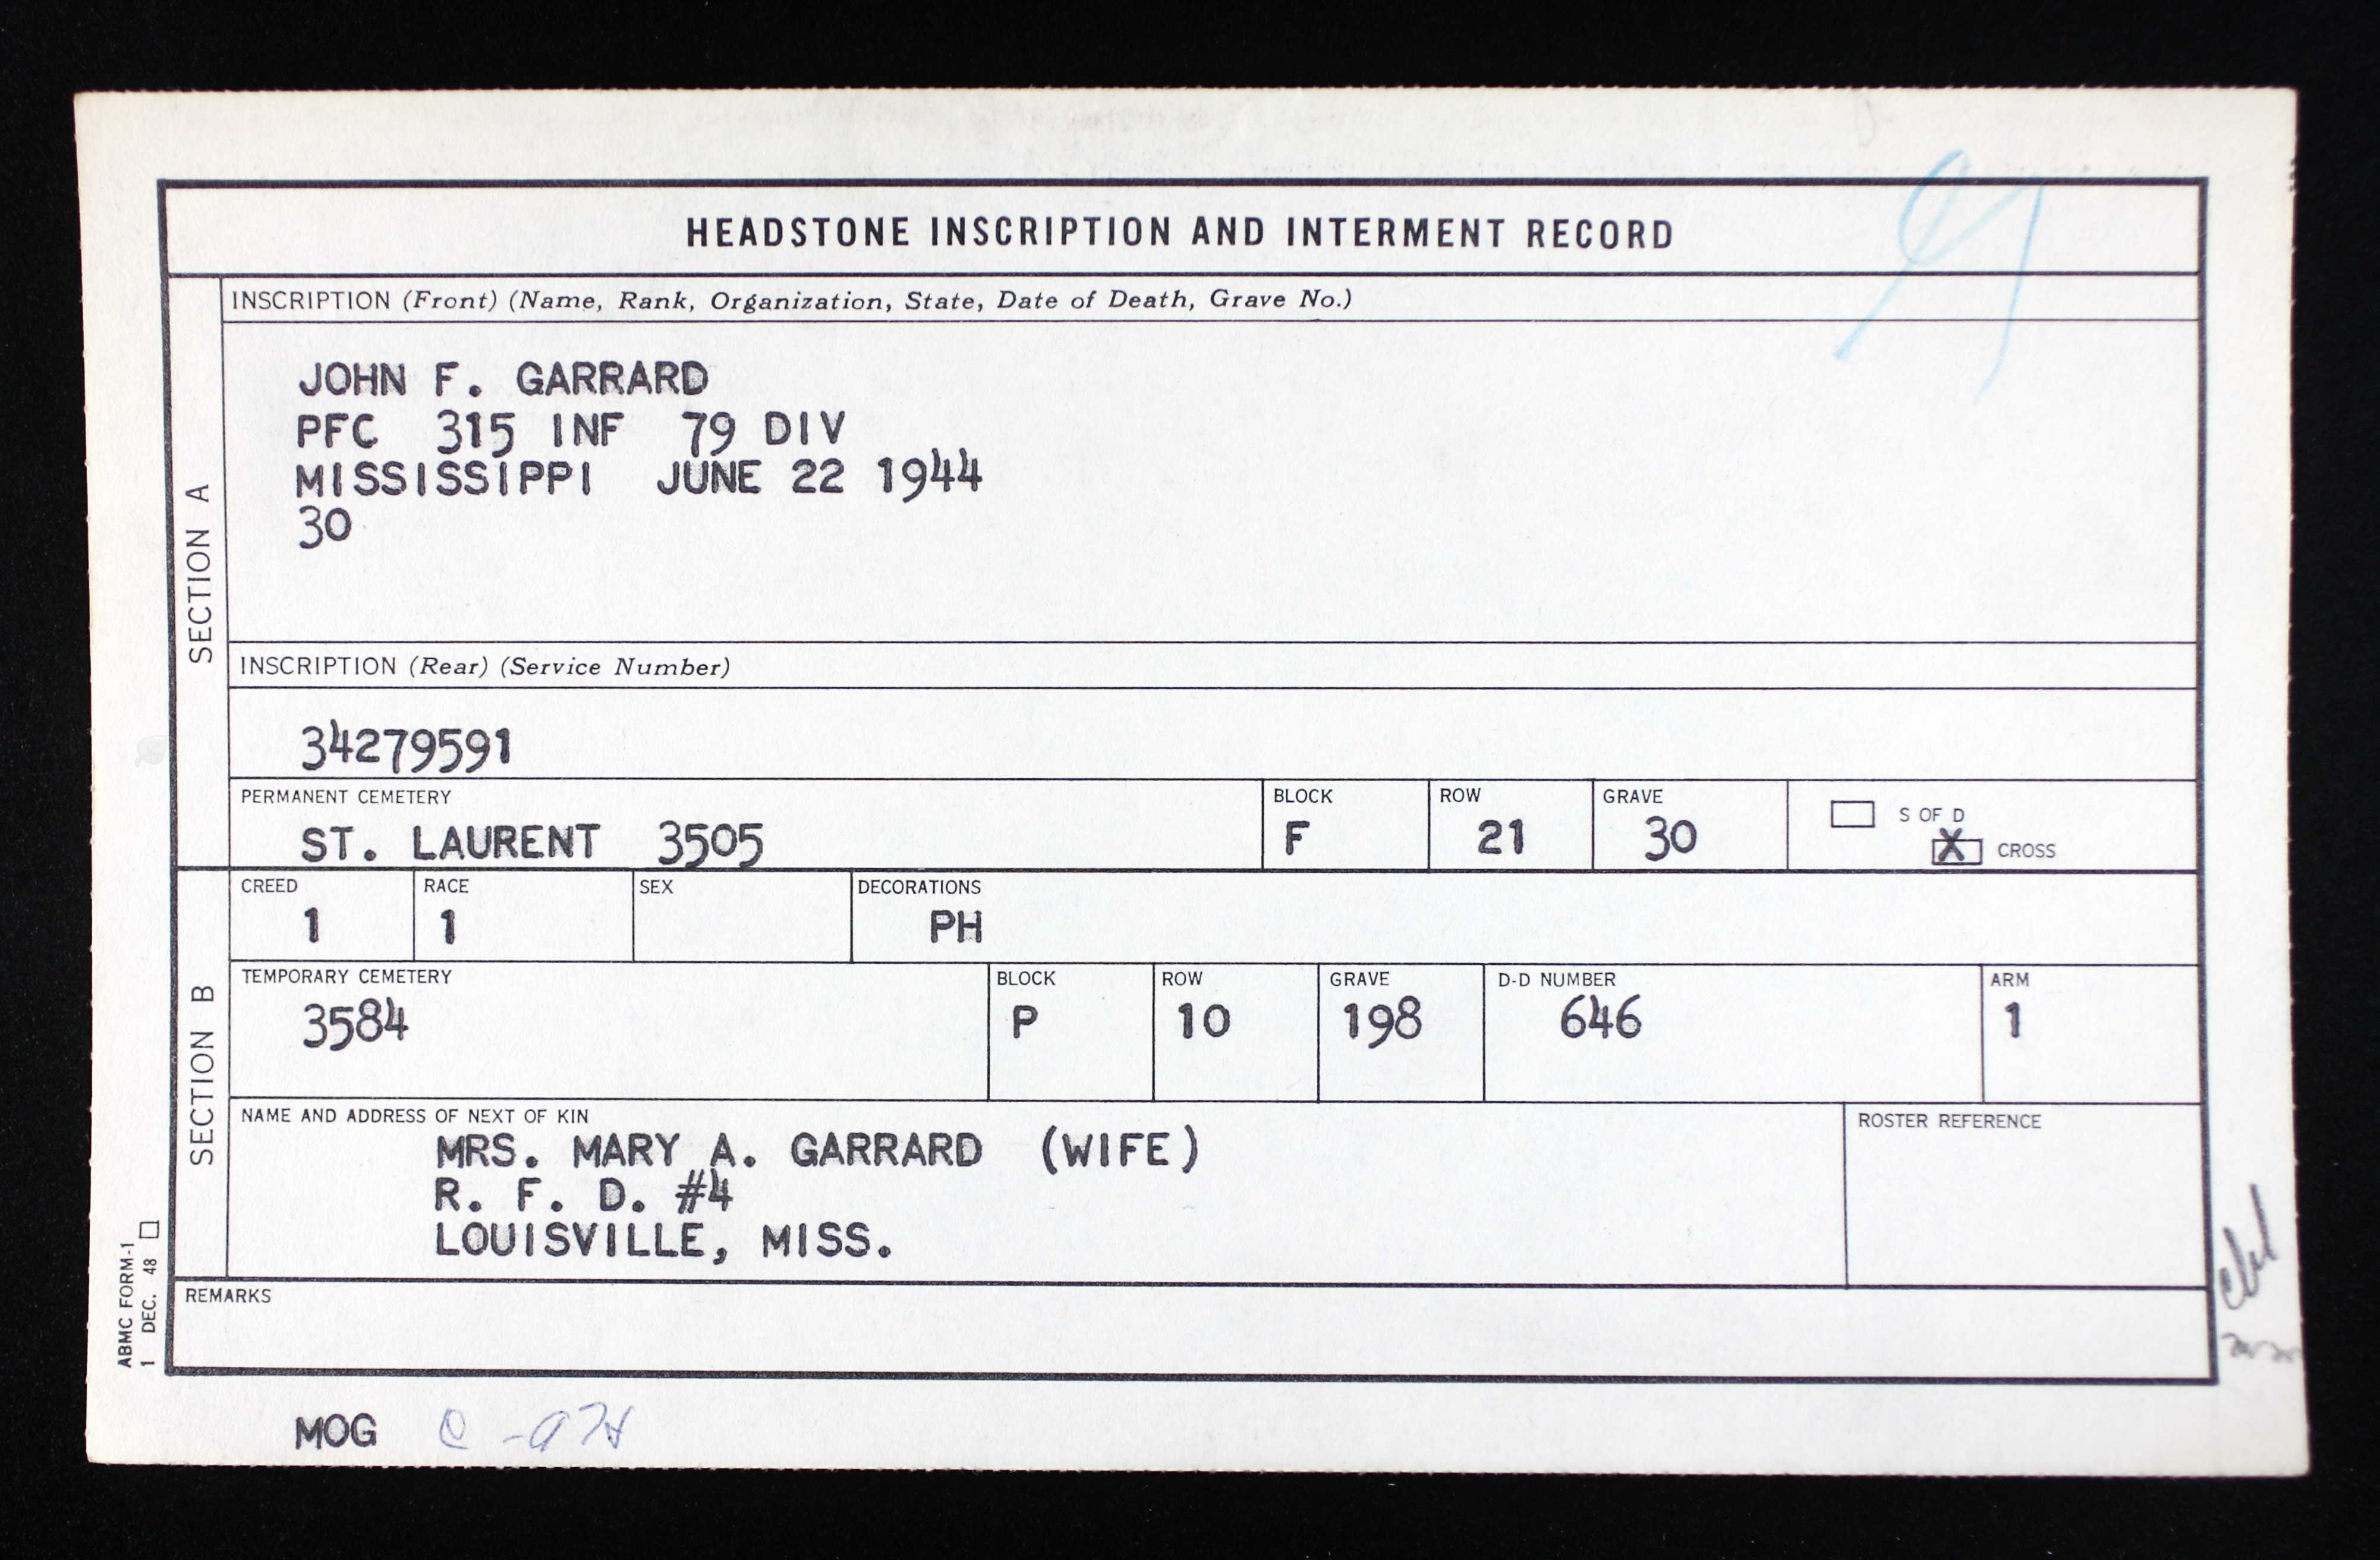 HEADSTONE INSCRIPTION AND INTERMENT RECORD
SECTION A
INSCRIPTION (Front) (Name, Rank, Organization, State, Date of Death, Grave No.)
JOHN F. GARRARD
PFC 315 INF 79 DIV
MISSISSIPPI JUNE 22 1944
30
INSCRIPTION (Rear) (Service Number)
34279591
PERMANENT CEMETERY BLOCK ROW GRAVE S OF D
ST. LAURENT 3505 F 21 30 X CROSS
SECTION B
CREED RACE SEX DECORATIONS
1 1 PH
TEMPORARY CEMETERY BLOCK ROW GRAVE D-D NUMBER ARM
3584 P 10 198 646 1
NAME AND ADDRESS OF NEXT OF KIN ROSTER REFERENCE
MRS. MARY A. GARRARD (WIFE)
R. F. D. #4
LOUISVILLE, MISS.
REMARKS
ABMC FORM-1
1 DEC. 48
MOG